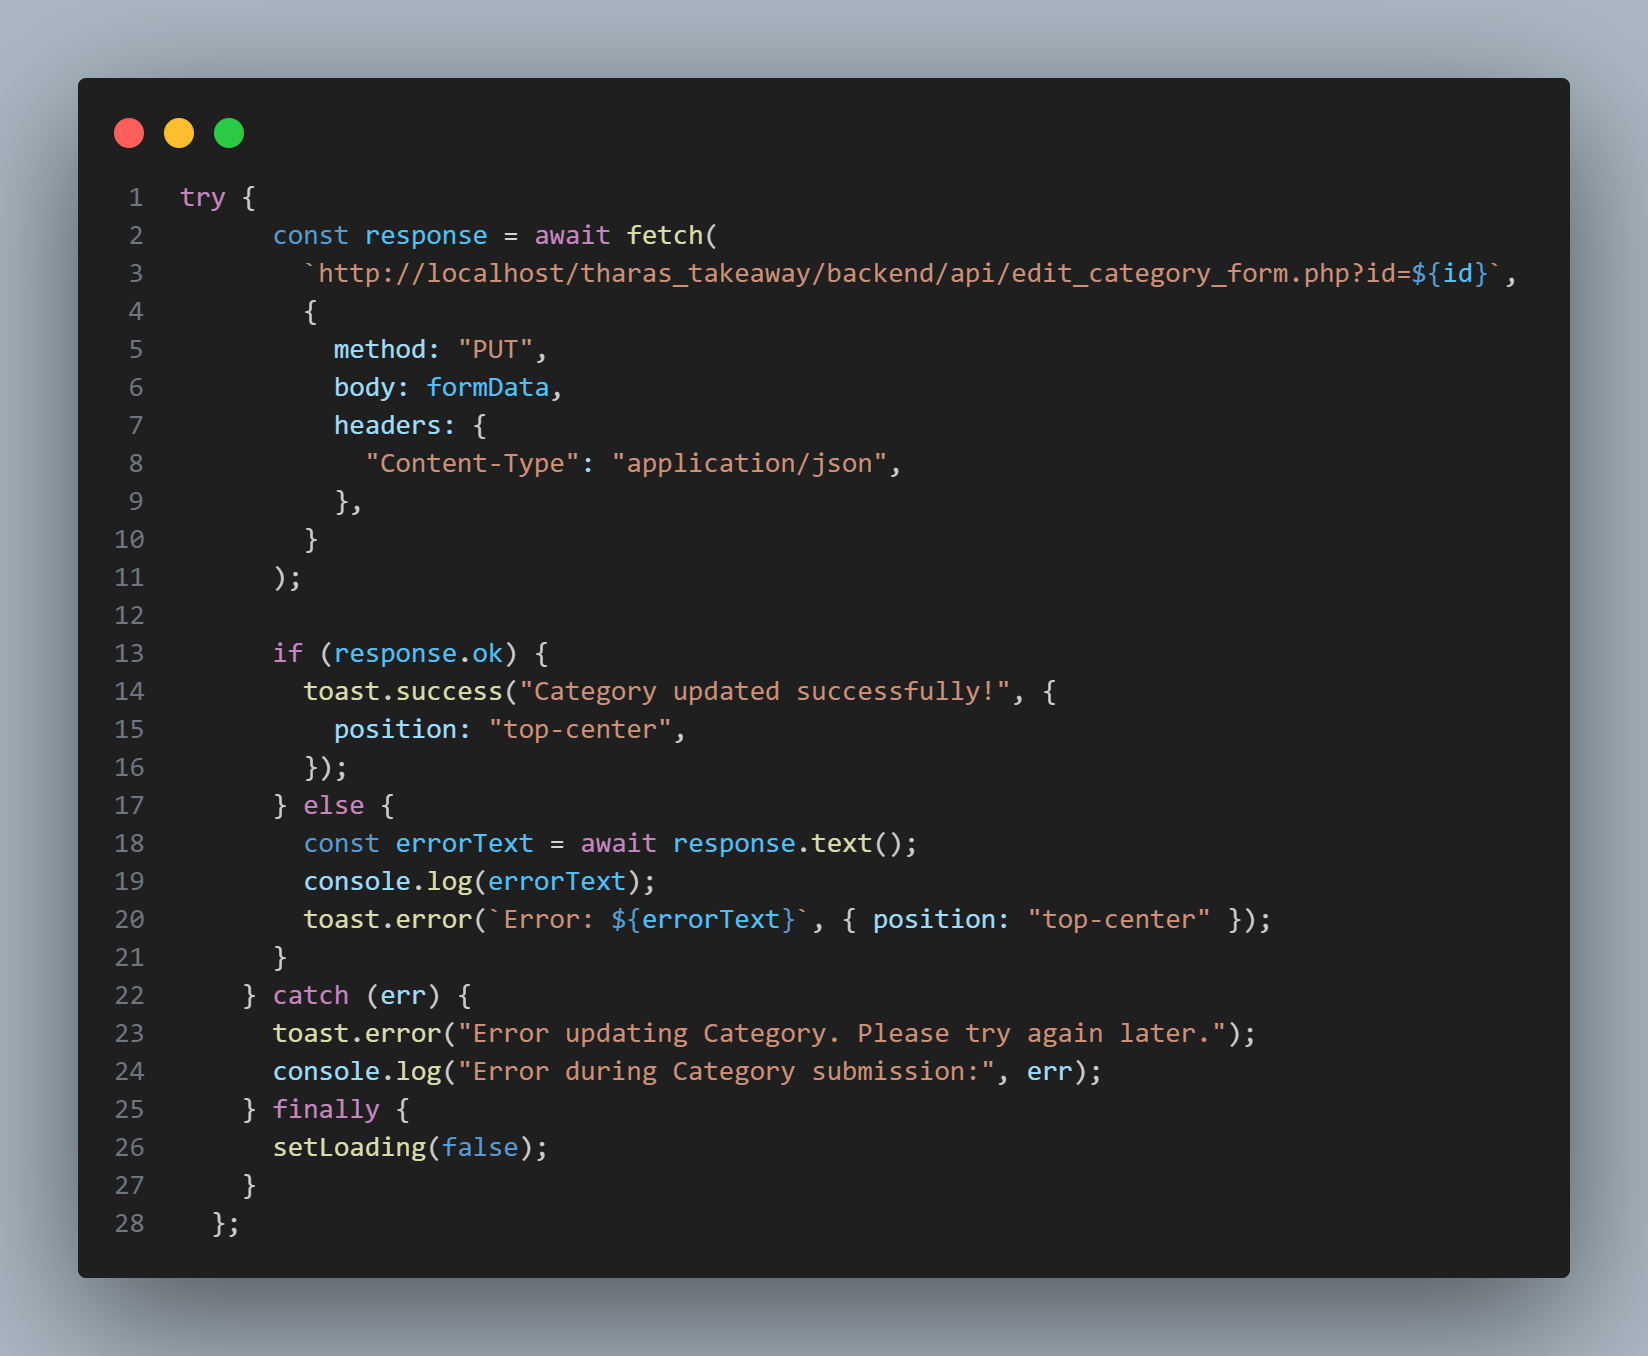 1 try {
2 const response = await fetch(
3 `http://localhost/tharas_takeaway/backend/api/edit_category_form.php?id=${id}`,
4 {
5 method: "PUT",
6 body: formData,
7 headers: {
8 "Content-Type": "application/json",
9 },
10 }
11 );
12
13 if (response.ok) {
14 toast.success("Category updated successfully!", {
15 position: "top-center",
16 });
17 } else {
18 const errorText = await response.text();
19 console.log(errorText);
20 toast.error(`Error: ${errorText}`, { position: "top-center" });
21 }
22 } catch (err) {
23 toast.error("Error updating Category. Please try again later.");
24 console.log("Error during Category submission:", err);
25 } finally {
26 setLoading(false);
27 }
28 };